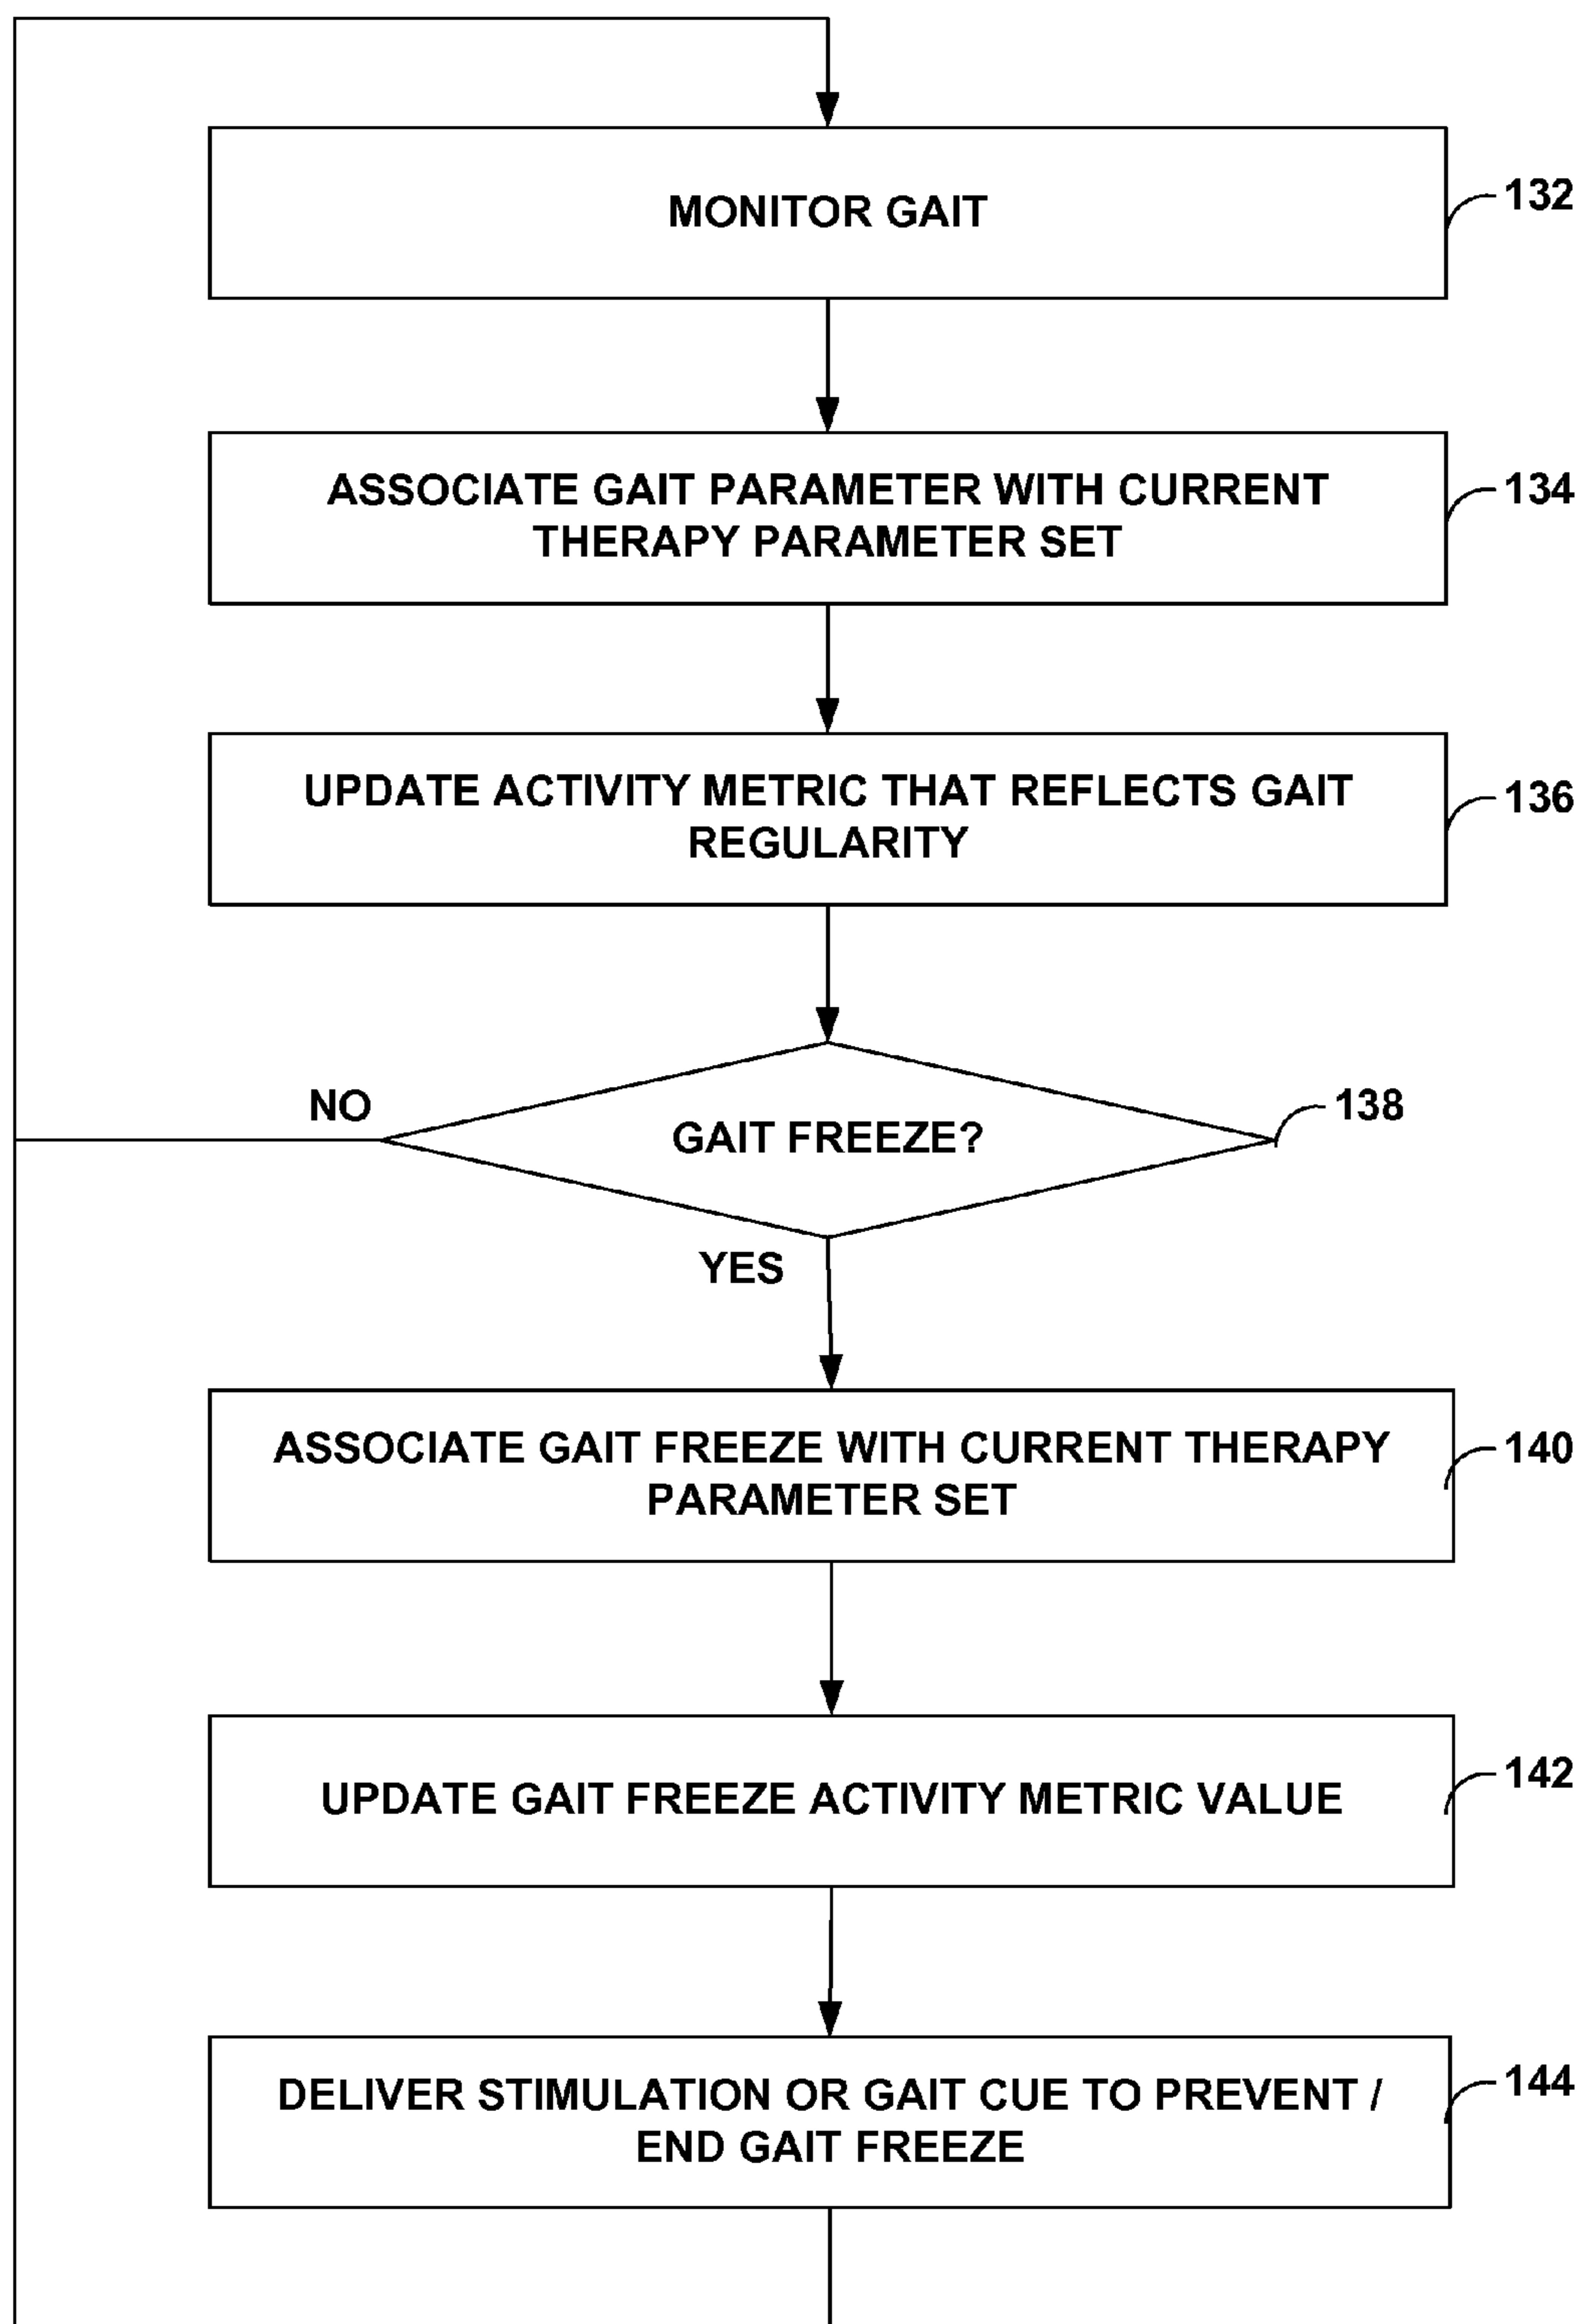 MONITOR GAIT
132
ASSOCIATE GAIT PARAMETER WITH CURRENT
THERAPY PARAMETER SET
134
UPDATE ACTIVITY METRIC THAT REFLECTS GAIT
REGULARITY
136
NO
GAIT FREEZE?
138
YES
ASSOCIATE GAIT FREEZE WITH CURRENT THERAPY
PARAMETER SET
140
UPDATE GAIT FREEZE ACTIVITY METRIC VALUE
142
DELIVER STIMULATION OR GAIT CUE TO PREVENT /
END GAIT FREEZE
144